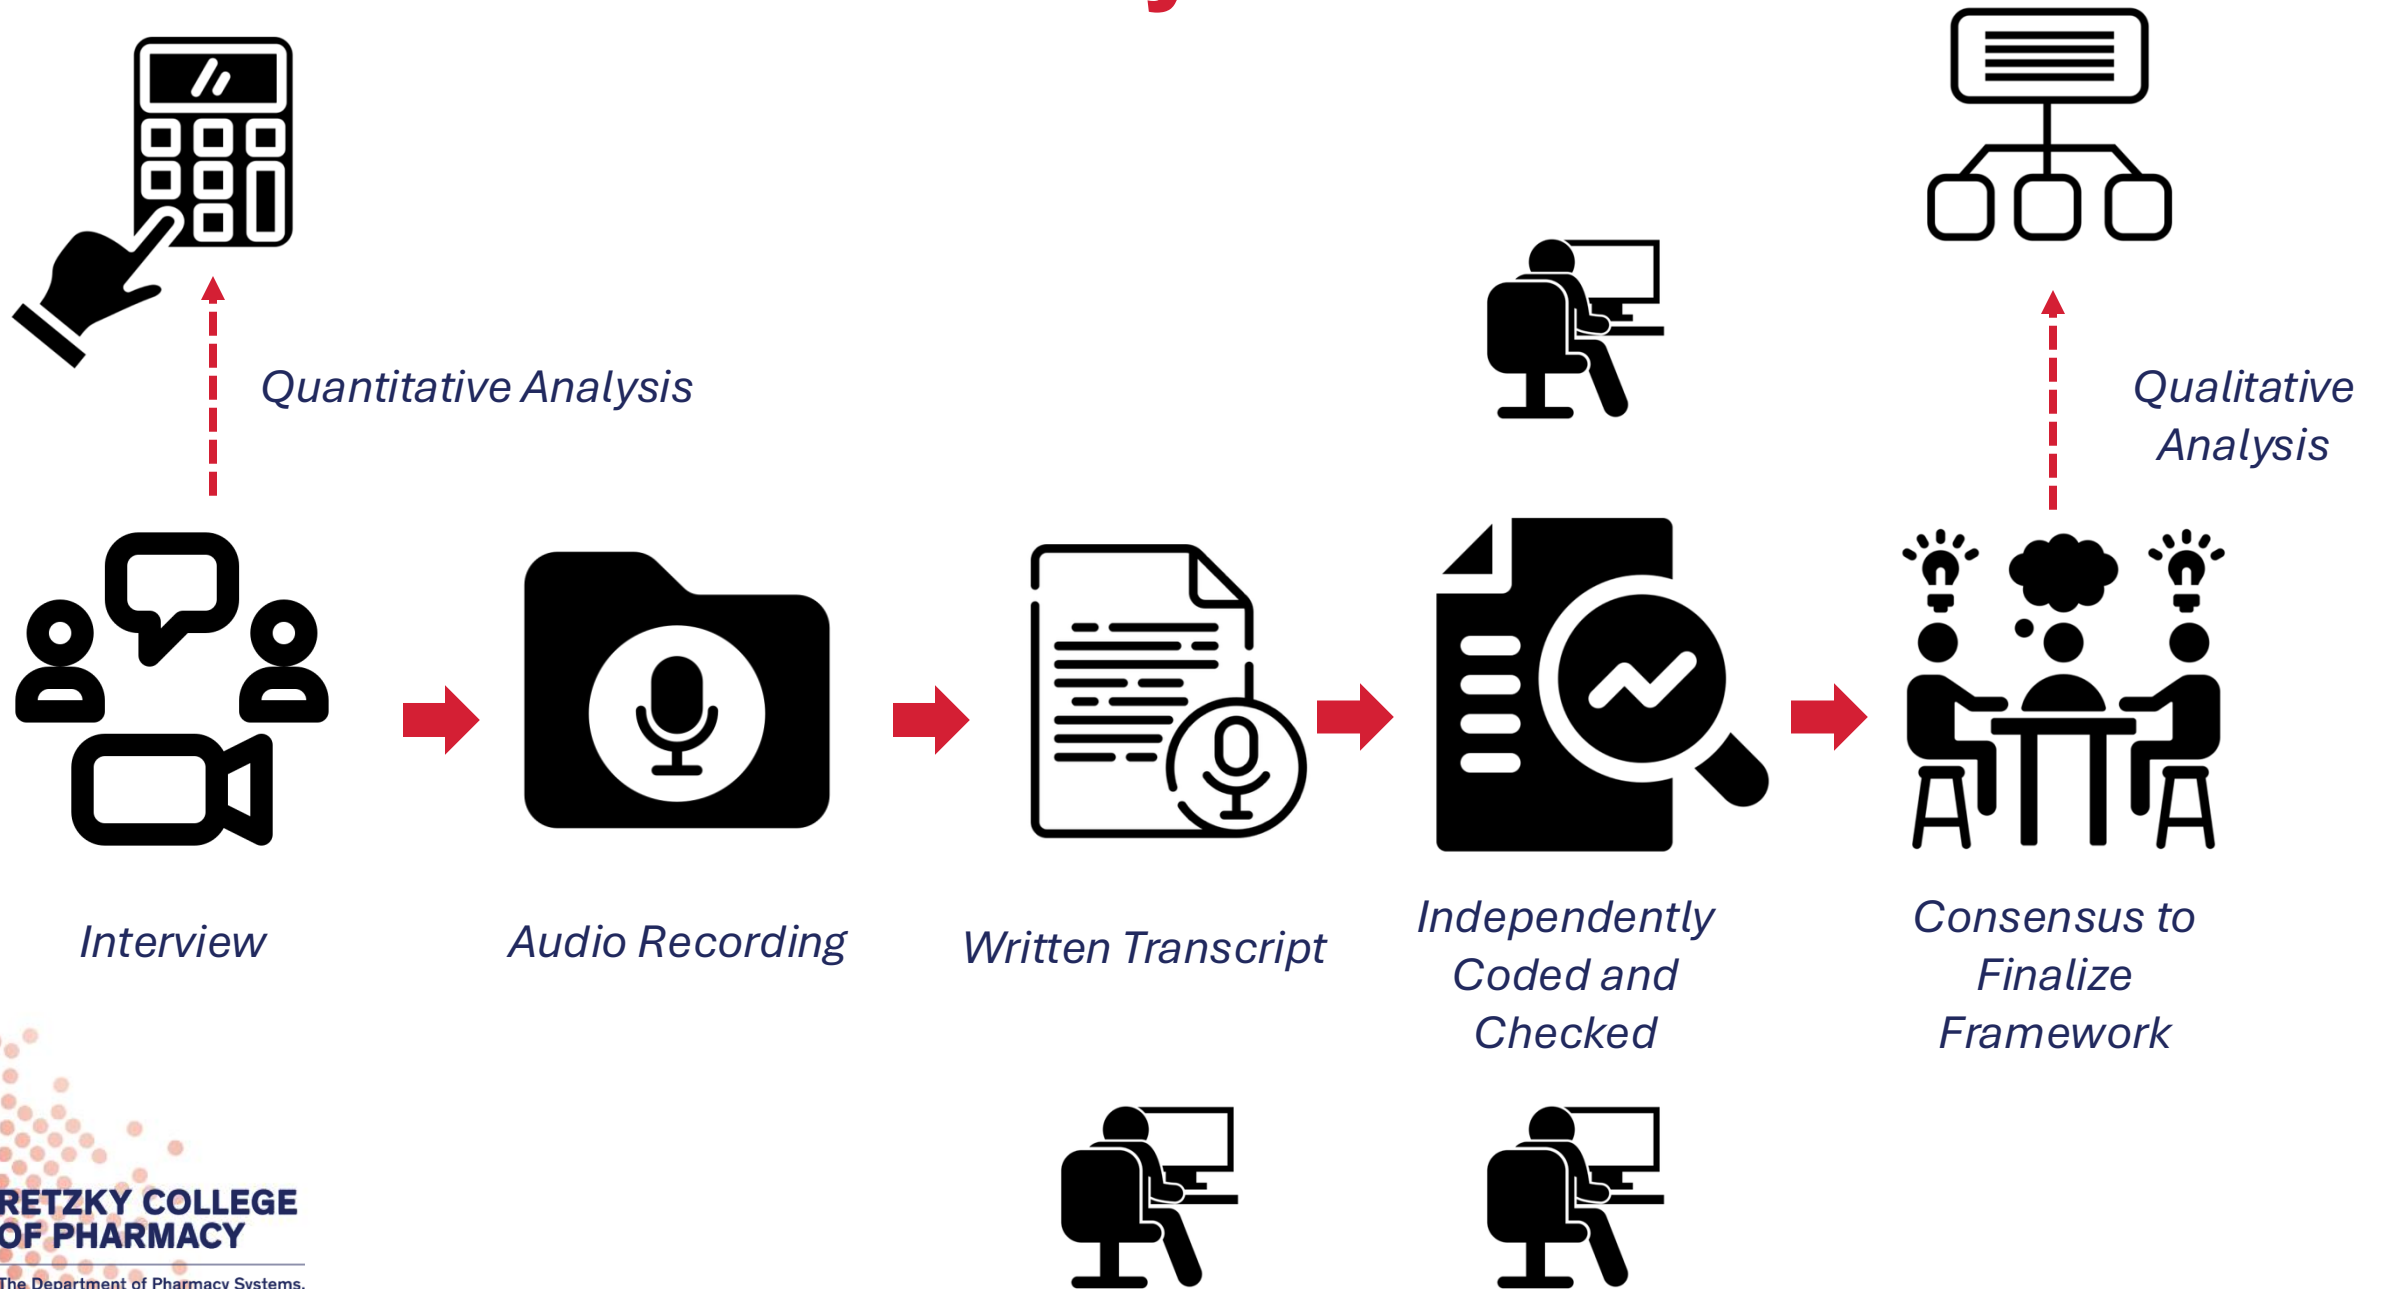 Quantitative Analysis
Qualitative
Analysis
Interview
Audio Recording
Written Transcript
Independently
Coded and
Checked
Consensus to
Finalize
Framework
RETZKY COLLEGE
OF PHARMACY
The Department of Pharmacy Systems,